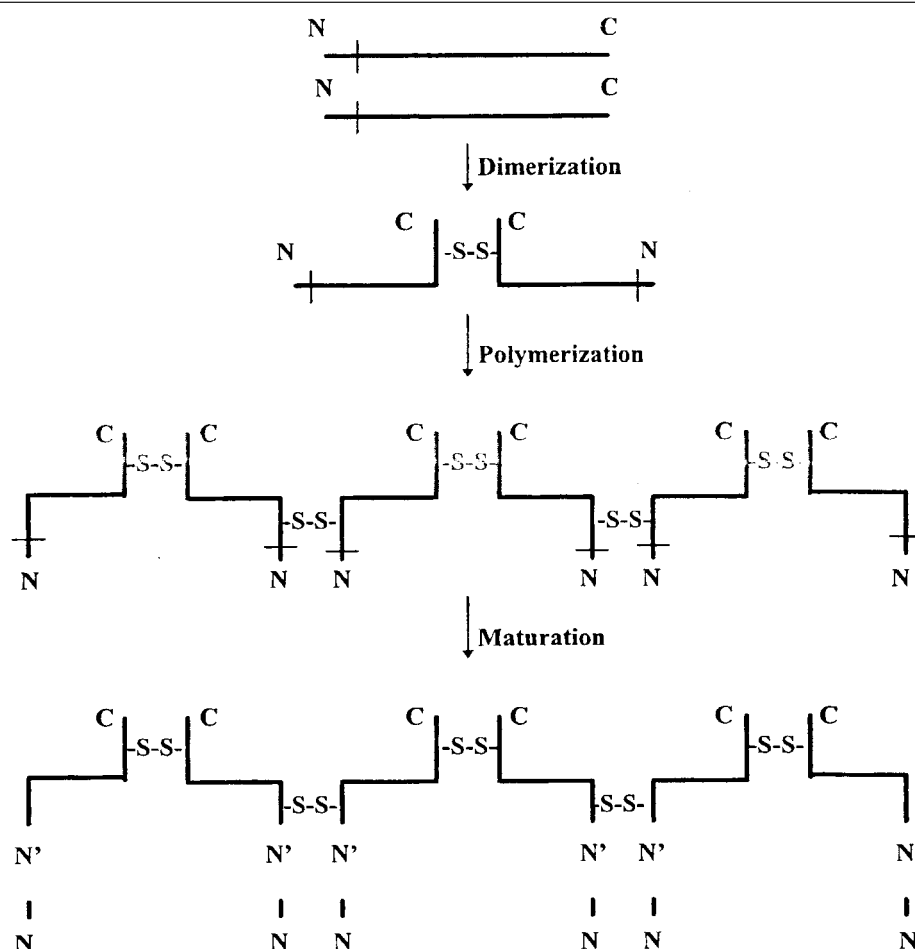 N C
N C
Dimerization
C C
-S-S-
N N
Polymerization
C C C C C C
-S-S- -S-S- -S S-
-S-S- -S-S-
N N N N N N
Maturation
C C C C C C
-S-S- -S-S- -S-S-
-S-S- -S-S-
N' N' N' N' N' N
N N N N N N